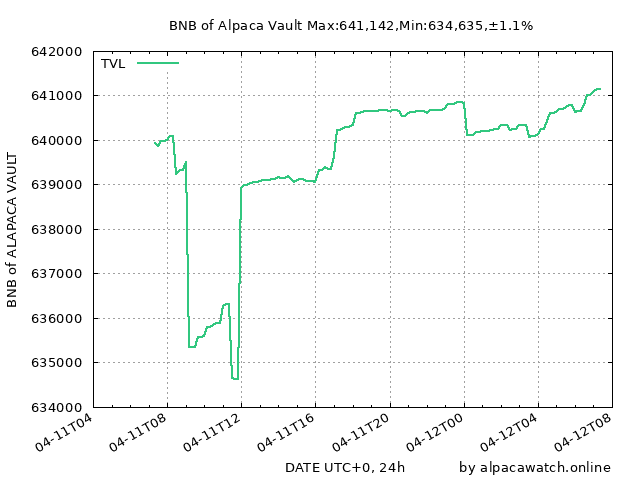 BNB of Alpaca Vault Max:641,142,Min:634,635,±1.1%
TVL
642000
641000
640000
639000
638000
637000
636000
635000
634000
BNB of ALAPACA VAULT
04-11T04
04-11T08
04-11T12
04-11T16
04-11T20
04-12T00
04-12T04
04-12T08
DATE UTC+0, 24h
by alpacawatch.online